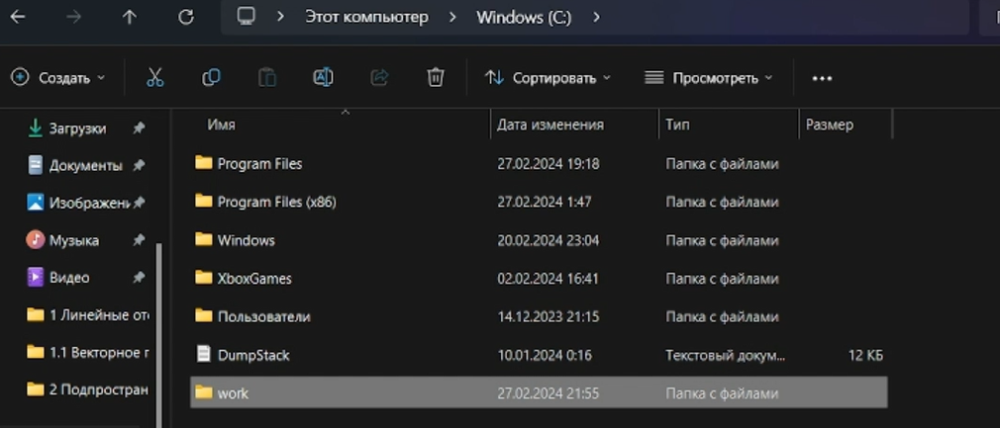 Этот компьютер > Windows (C:) >
Создать Сортировать Просмотреть
Имя Дата изменения Тип Размер
Загрузки
Документы
Изображени
Музыка
Видео
1 Линейные от
1.1 Векторное п
2 Подпростран
Program Files 27.02.2024 19:18 Папка с файлами
Program Files (x86) 27.02.2024 1:47 Папка с файлами
Windows 20.02.2024 23:04 Папка с файлами
XboxGames 02.02.2024 16:41 Папка с файлами
Пользователи 14.12.2023 21:15 Папка с файлами
DumpStack 10.01.2024 0:16 Текстовый докум... 12 КБ
work 27.02.2024 21:55 Папка с файлами